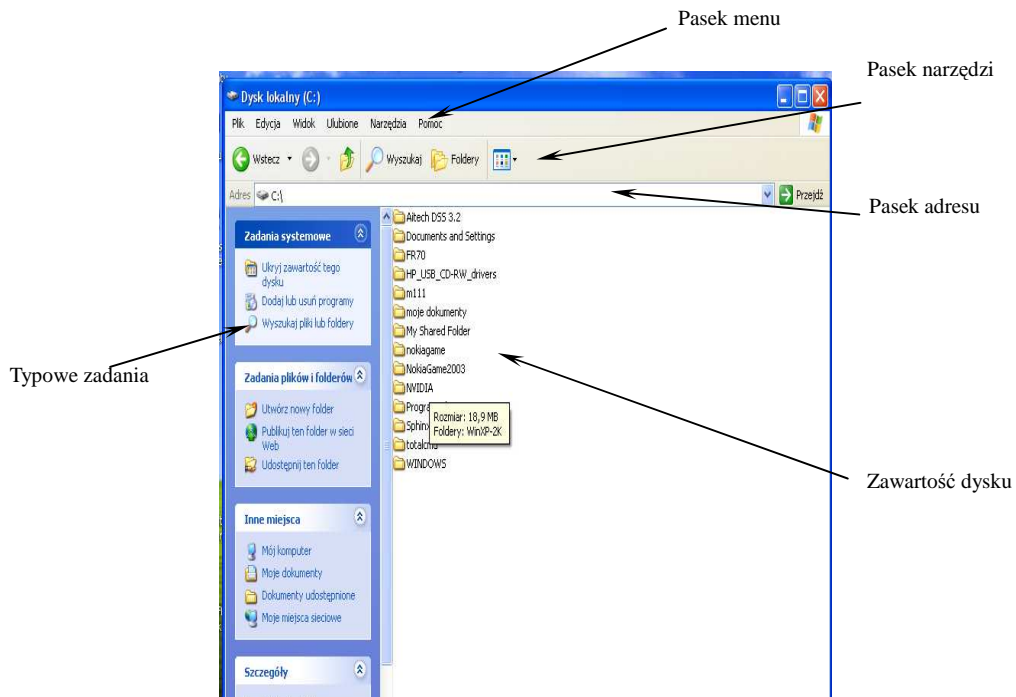 Pasek menu
Pasek narzędzi
Dysk lokalny (C:)
Plik Edycja Widok Ulubione Narzędzia Pomoc
Wstecz Wyszukaj Foldery
Adres C:\ Przejdź
Pasek adresu
Zadania systemowe
Ukryj zawartość tego
dysku
Dodaj lub usuń programy
Wyszukaj pliki lub foldery
Typowe zadania
Zadania plików i folderów
Utwórz nowy folder
Publikuj ten folder w sieci
Web
Udostępnij ten folder
Inne miejsca
Mój komputer
Moje dokumenty
Dokumenty udostępnione
Moje miejsca sieciowe
Szczegóły
Aitech DSS 3.2
Documents and Settings
FR70
HP_USB_CD-RW_drivers
m111
moje dokumenty
My Shared Folder
nokiagame
NokiaGame2003
NVIDIA
Rozmiar: 18,9 MB
Foldery: WinXP-2K
totalcmd
WINDOWS
Zawartość dysku